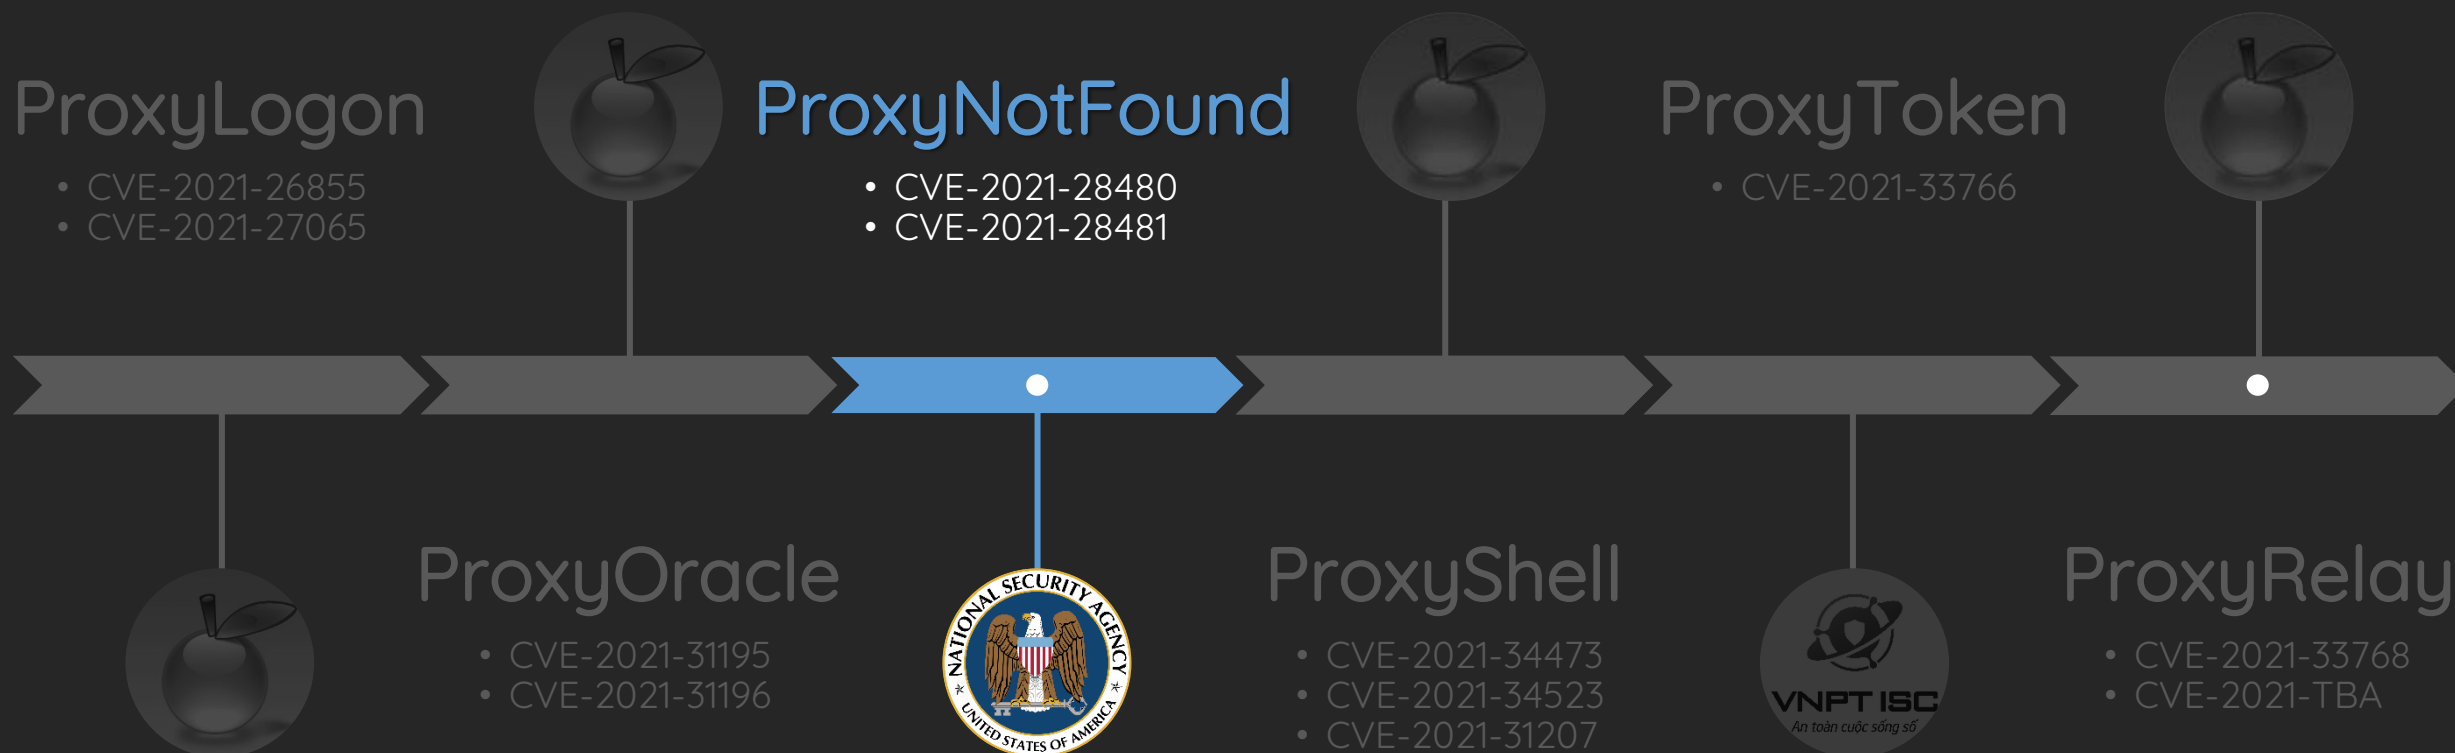 ProxyLogon
• CVE-2021-26855
• CVE-2021-27065
ProxyOracle
• CVE-2021-31195
• CVE-2021-31196
ProxyNotFound
• CVE-2021-28480
• CVE-2021-28481
NATIONAL SECURITY AGENCY
UNITED STATES OF AMERICA
ProxyShell
• CVE-2021-34473
• CVE-2021-34523
• CVE-2021-31207
ProxyToken
• CVE-2021-33766
VNPT ISC
An toàn cuộc sống số
ProxyRelay
• CVE-2021-33768
• CVE-2021-TBA